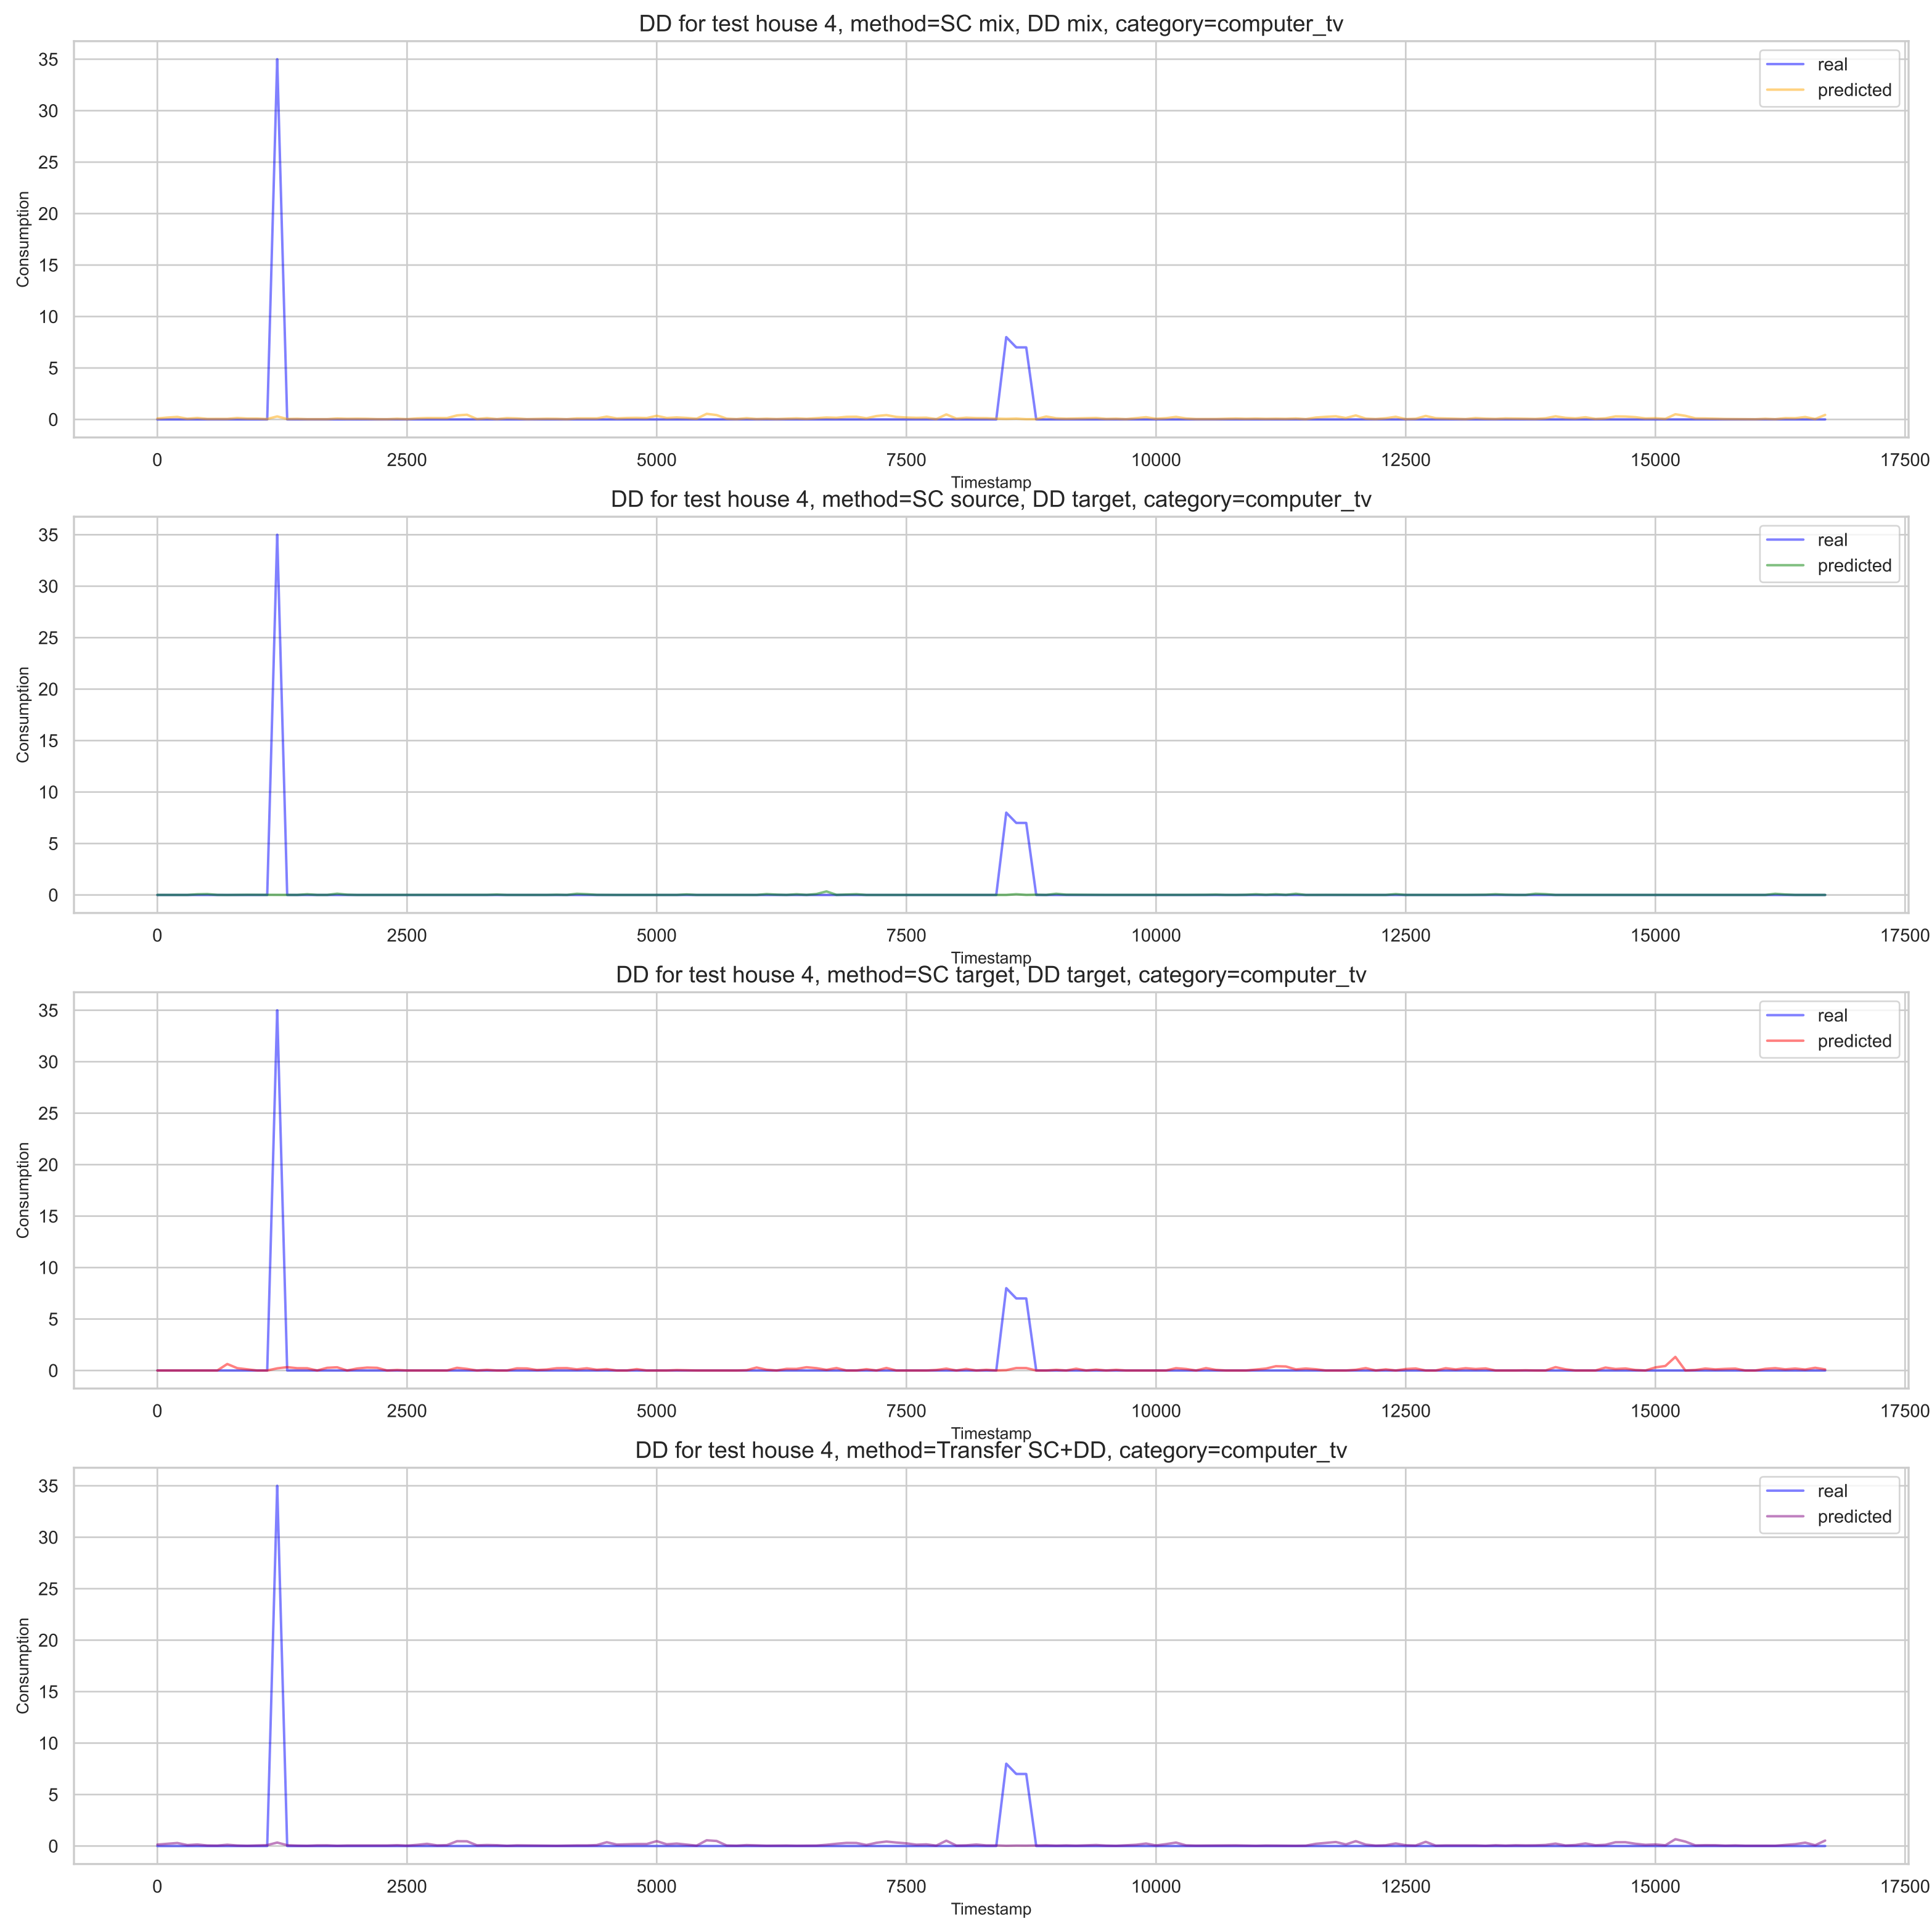 DD for test house 4, method=SC mix, DD mix, category=computer_tv
35
30
25
20
15
10
5
0
Consumption
real
predicted
0 2500 5000 7500 10000 12500 15000 17500
Timestamp
DD for test house 4, method=SC source, DD target, category=computer_tv
35
30
25
20
15
10
5
0
Consumption
real
predicted
0 2500 5000 7500 10000 12500 15000 17500
Timestamp
DD for test house 4, method=SC target, DD target, category=computer_tv
35
30
25
20
15
10
5
0
Consumption
real
predicted
0 2500 5000 7500 10000 12500 15000 17500
Timestamp
DD for test house 4, method=Transfer SC+DD, category=computer_tv
35
30
25
20
15
10
5
0
Consumption
real
predicted
0 2500 5000 7500 10000 12500 15000 17500
Timestamp